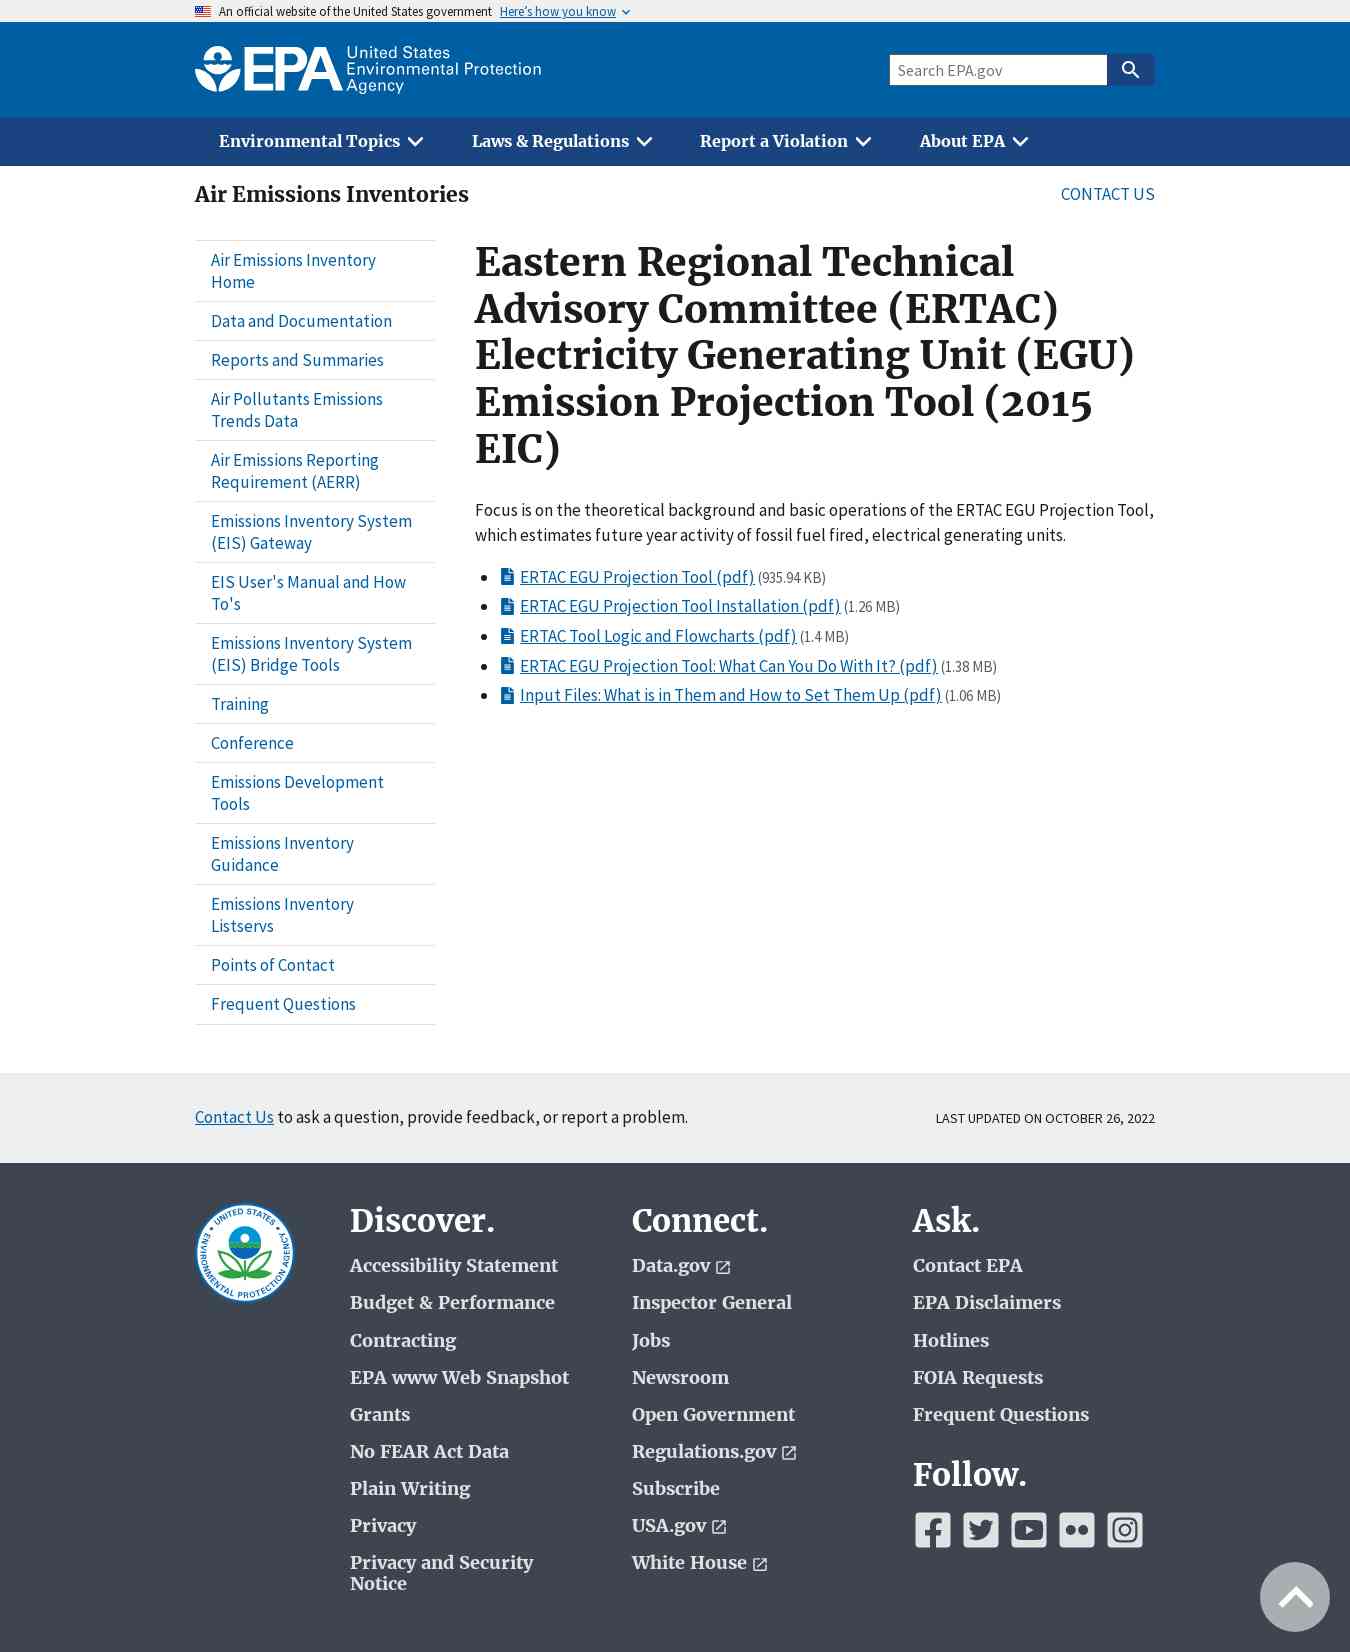 An official website of the United States government Here's how you know
EPA United States
Environmental Protection
Agency
Search EPA.gov
Environmental Topics Laws & Regulations Report a Violation About EPA
Air Emissions Inventories
CONTACT US
Air Emissions Inventory
Home
Data and Documentation
Reports and Summaries
Air Pollutants Emissions
Trends Data
Air Emissions Reporting
Requirement (AERR)
Emissions Inventory System
(EIS) Gateway
EIS User's Manual and How
To's
Emissions Inventory System
(EIS) Bridge Tools
Training
Conference
Emissions Development
Tools
Emissions Inventory
Guidance
Emissions Inventory
Listservs
Points of Contact
Frequent Questions
Eastern Regional Technical
Advisory Committee (ERTAC)
Electricity Generating Unit (EGU)
Emission Projection Tool (2015
EIC)
Focus is on the theoretical background and basic operations of the ERTAC EGU Projection Tool,
which estimates future year activity of fossil fuel fired, electrical generating units.
ERTAC EGU Projection Tool (pdf) (935.94 KB)
ERTAC EGU Projection Tool Installation (pdf) (1.26 MB)
ERTAC Tool Logic and Flowcharts (pdf) (1.4 MB)
ERTAC EGU Projection Tool: What Can You Do With It? (pdf) (1.38 MB)
Input Files: What is in Them and How to Set Them Up (pdf) (1.06 MB)
Contact Us to ask a question, provide feedback, or report a problem.
LAST UPDATED ON OCTOBER 26, 2022
UNITED STATES
ENVIRONMENTAL PROTECTION AGENCY
Discover.
Accessibility Statement
Budget & Performance
Contracting
EPA www Web Snapshot
Grants
No FEAR Act Data
Plain Writing
Privacy
Privacy and Security
Notice
Connect.
Data.gov
Inspector General
Jobs
Newsroom
Open Government
Regulations.gov
Subscribe
USA.gov
White House
Ask.
Contact EPA
EPA Disclaimers
Hotlines
FOIA Requests
Frequent Questions
Follow.